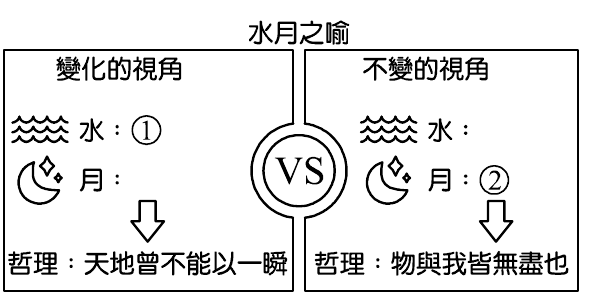 水月之喻
變化的視角
水：①
月：
哲理：天地曾不能以一瞬
VS
不變的視角
水：
月：②
哲理：物與我皆無盡也